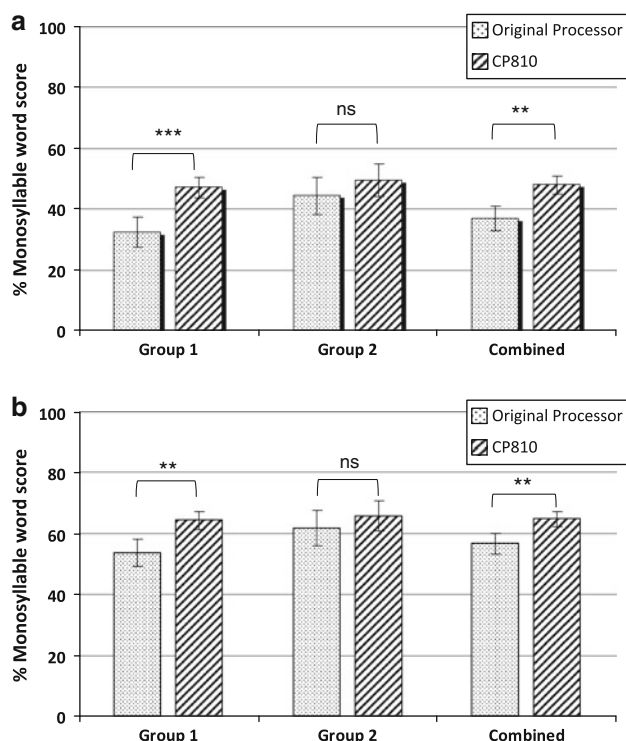 a
Original Processor
CP810
% Monosyllable word score
100
80
60
40
20
0
***
ns
**
Group 1
Group 2
Combined
b
Original Processor
CP810
% Monosyllable word score
100
80
60
40
20
0
**
ns
**
Group 1
Group 2
Combined